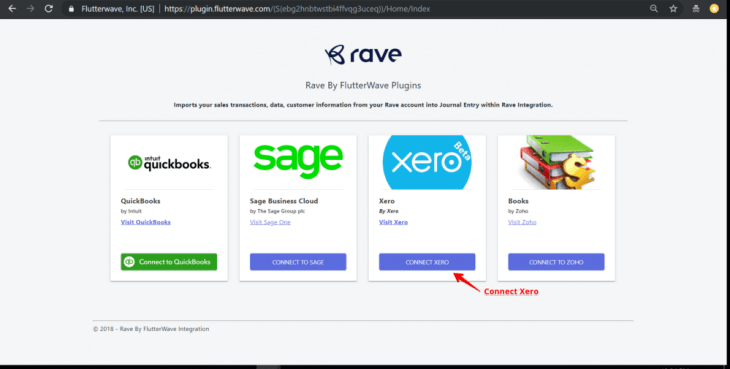 Flutterwave, Inc. [US] | https://plugin.flutterwave.com/(S(ebg2hnbtwstbi4ffvqg3uceq))/Home/Index
rave
Rave By FlutterWave Plugins
Imports your sales transactions, data, customer information from your Rave account into Journal Entry within Rave Integration.
intuit
quickbooks.
QuickBooks
by Intuit
Visit QuickBooks
Connect to QuickBooks
sage
Sage Business Cloud
by The Sage Group plc
Visit Sage One
CONNECT TO SAGE
xero
Beta
Xero
By Xero
Visit Xero
CONNECT XERO
Books
by Zoho
Visit Zoho
CONNECT TO ZOHO
Connect Xero
© 2018 - Rave By FlutterWave Integration